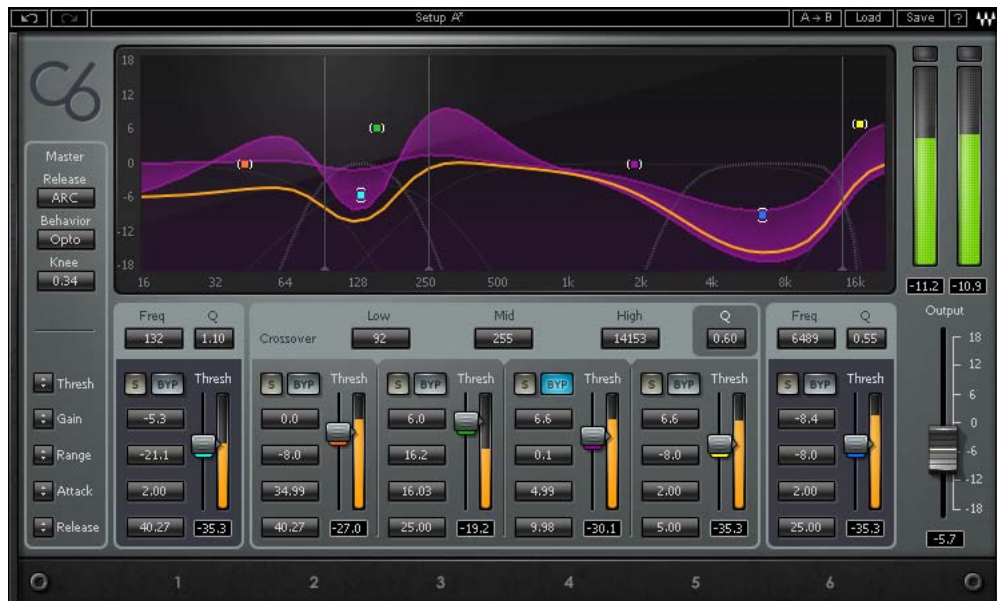 Setup A* A→B Load Save ?
C6
Master
Release
ARC
Behavior
Opto
Knee
0.34
18
12
6
0
-6
-12
-18
16 32 64 128 250 500 1k 2k 4k 8k 16k
-11.2 -10.9
Freq Q
132 1.10
Low Mid High Q
Crossover 92 255 14153 0.60
Freq Q
6489 0.55
Output
Thresh
Gain
Range
Attack
Release
S BYP Thresh
-5.3
-21.1
2.00
40.27 -35.3
S BYP Thresh
0.0
-8.0
34.99
40.27 -27.0
S BYP Thresh
6.0
16.2
16.03
25.00 -19.2
S BYP Thresh
6.6
0.1
4.99
9.98 -30.1
S BYP Thresh
6.6
-8.0
2.00
5.00 -35.3
S BYP Thresh
-8.4
-8.0
2.00
25.00 -35.3
18
12
6
0
-6
-12
-18
-5.7
1 2 3 4 5 6